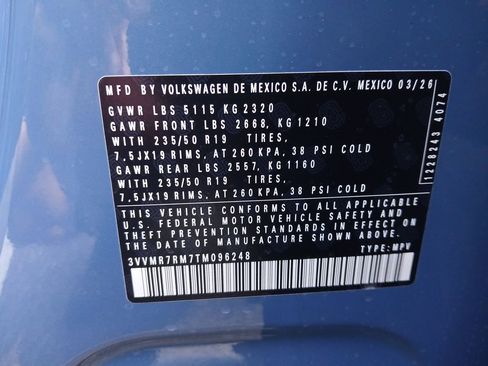 MFD BY VOLKSWAGEN DE MEXICO S.A. DE C.V. MEXICO 03/26
GVWR LBS 5115 KG 2320
GAWR FRONT LBS 2668, KG 1210
WITH 235/50 R19 TIRES,
7.5JX19 RIMS, AT 260 KPA, 38 PSI COLD
GAWR REAR LBS 2557, KG 1160
WITH 235/50 R19 TIRES,
7.5JX19 RIMS, AT 260 KPA, 38 PSI COLD
THIS VEHICLE CONFORMS TO ALL APPLICABLE
U.S. FEDERAL MOTOR VEHICLE SAFETY AND
THEFT PREVENTION STANDARDS IN EFFECT ON THE
DATE OF MANUFACTURE SHOWN ABOVE.
3VVMR7RM7TM096248 TYPE: MPV
1228243 4074